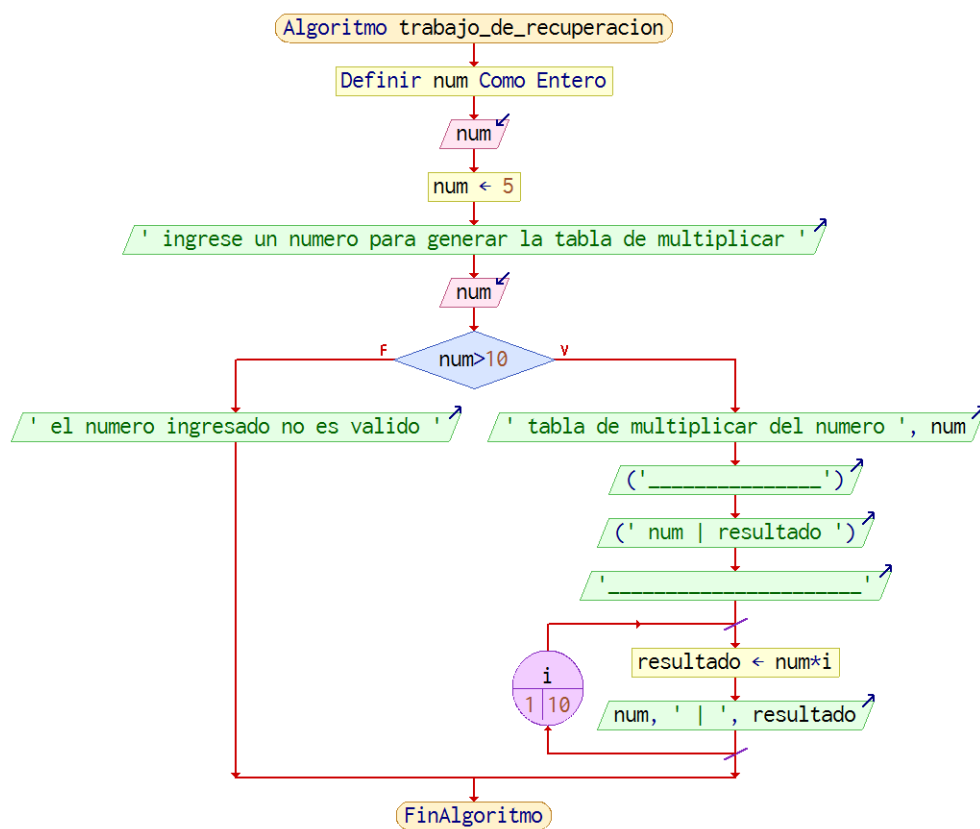 Algoritmo trabajo_de_recuperacion
Definir num Como Entero
num
num ← 5
' ingrese un numero para generar la tabla de multiplicar '
num
F
num>10
V
' el numero ingresado no es valido '
' tabla de multiplicar del numero ', num
('_______________')
(' num | resultado ')
'______________________'
i
1 10
resultado ← num*i
num, ' | ', resultado
FinAlgoritmo